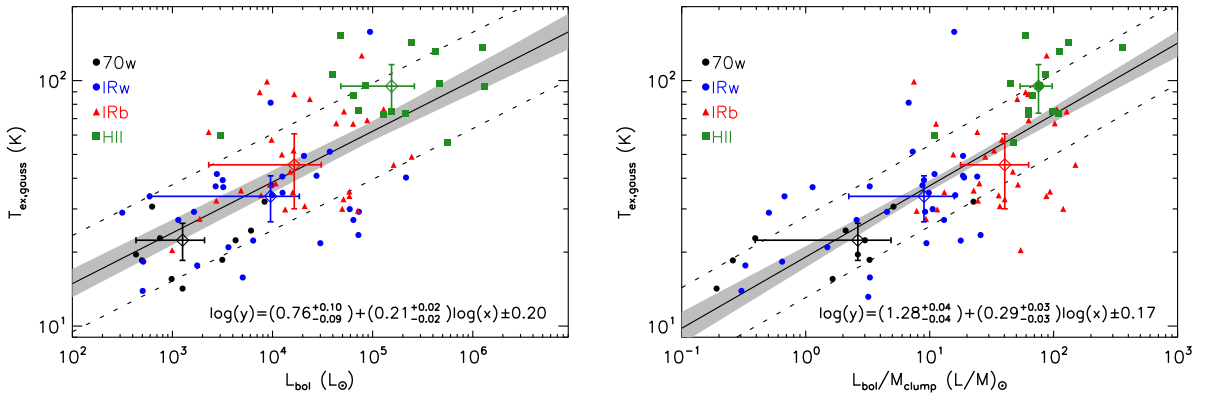 70w
IRw
IRb
HII
T_ex,gauss (K)
10^2
10^1
log(y)=(0.76^{+0.10}_{-0.09})+(0.21^{+0.02}_{-0.02})log(x)±0.20
10^2 10^3 10^4 10^5 10^6
L_bol (L_⊙)
70w
IRw
IRb
HII
T_ex,gauss (K)
10^2
10^1
log(y)=(1.28^{+0.04}_{-0.04})+(0.29^{+0.03}_{-0.03})log(x)±0.17
10^-1 10^0 10^1 10^2 10^3
L_bol/M_clump (L/M)_⊙